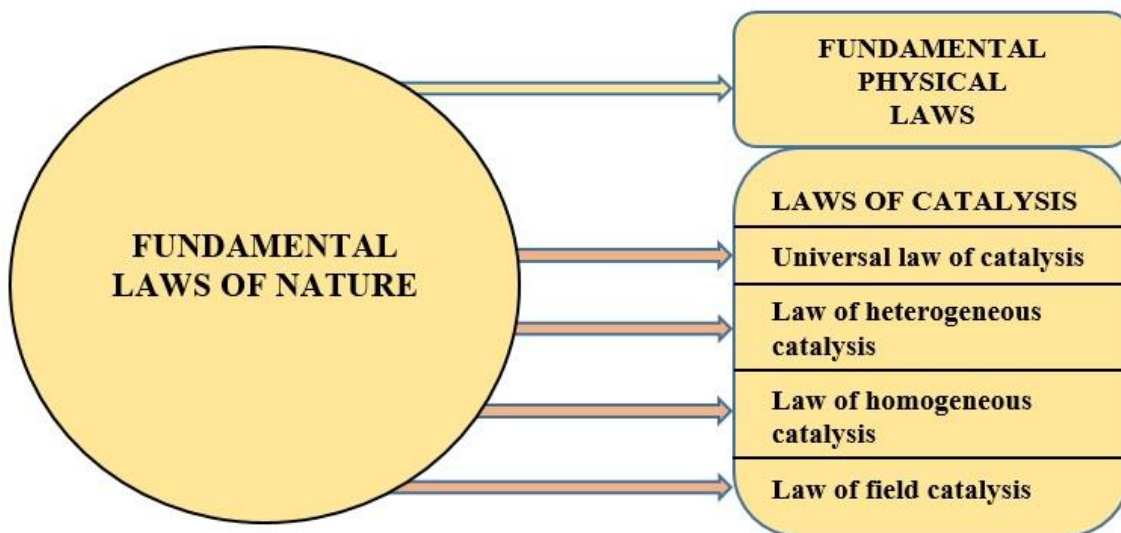 FUNDAMENTAL
LAWS OF NATURE
FUNDAMENTAL
PHYSICAL
LAWS
LAWS OF CATALYSIS
Universal law of catalysis
Law of heterogeneous
catalysis
Law of homogeneous
catalysis
Law of field catalysis